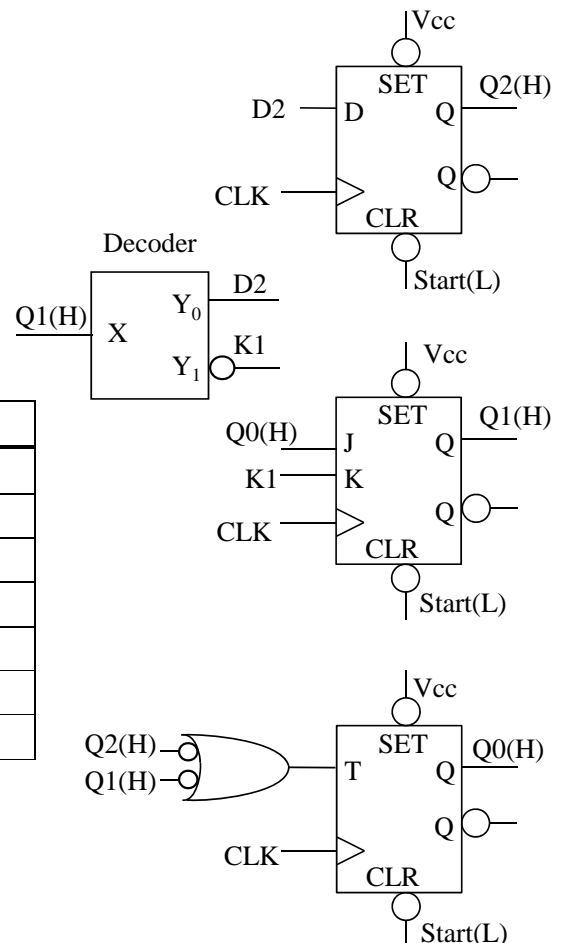 Vcc
SET
D2
D
Q
Q2(H)
Q
CLK
CLR
Start(L)
Decoder
Q1(H)
X
Y0
D2
Y1
K1
Vcc
SET
Q0(H)
J
Q
Q1(H)
K1
K
Q
CLK
CLR
Start(L)
Vcc
SET
Q2(H)
Q1(H)
T
Q
Q0(H)
Q
CLK
CLR
Start(L)